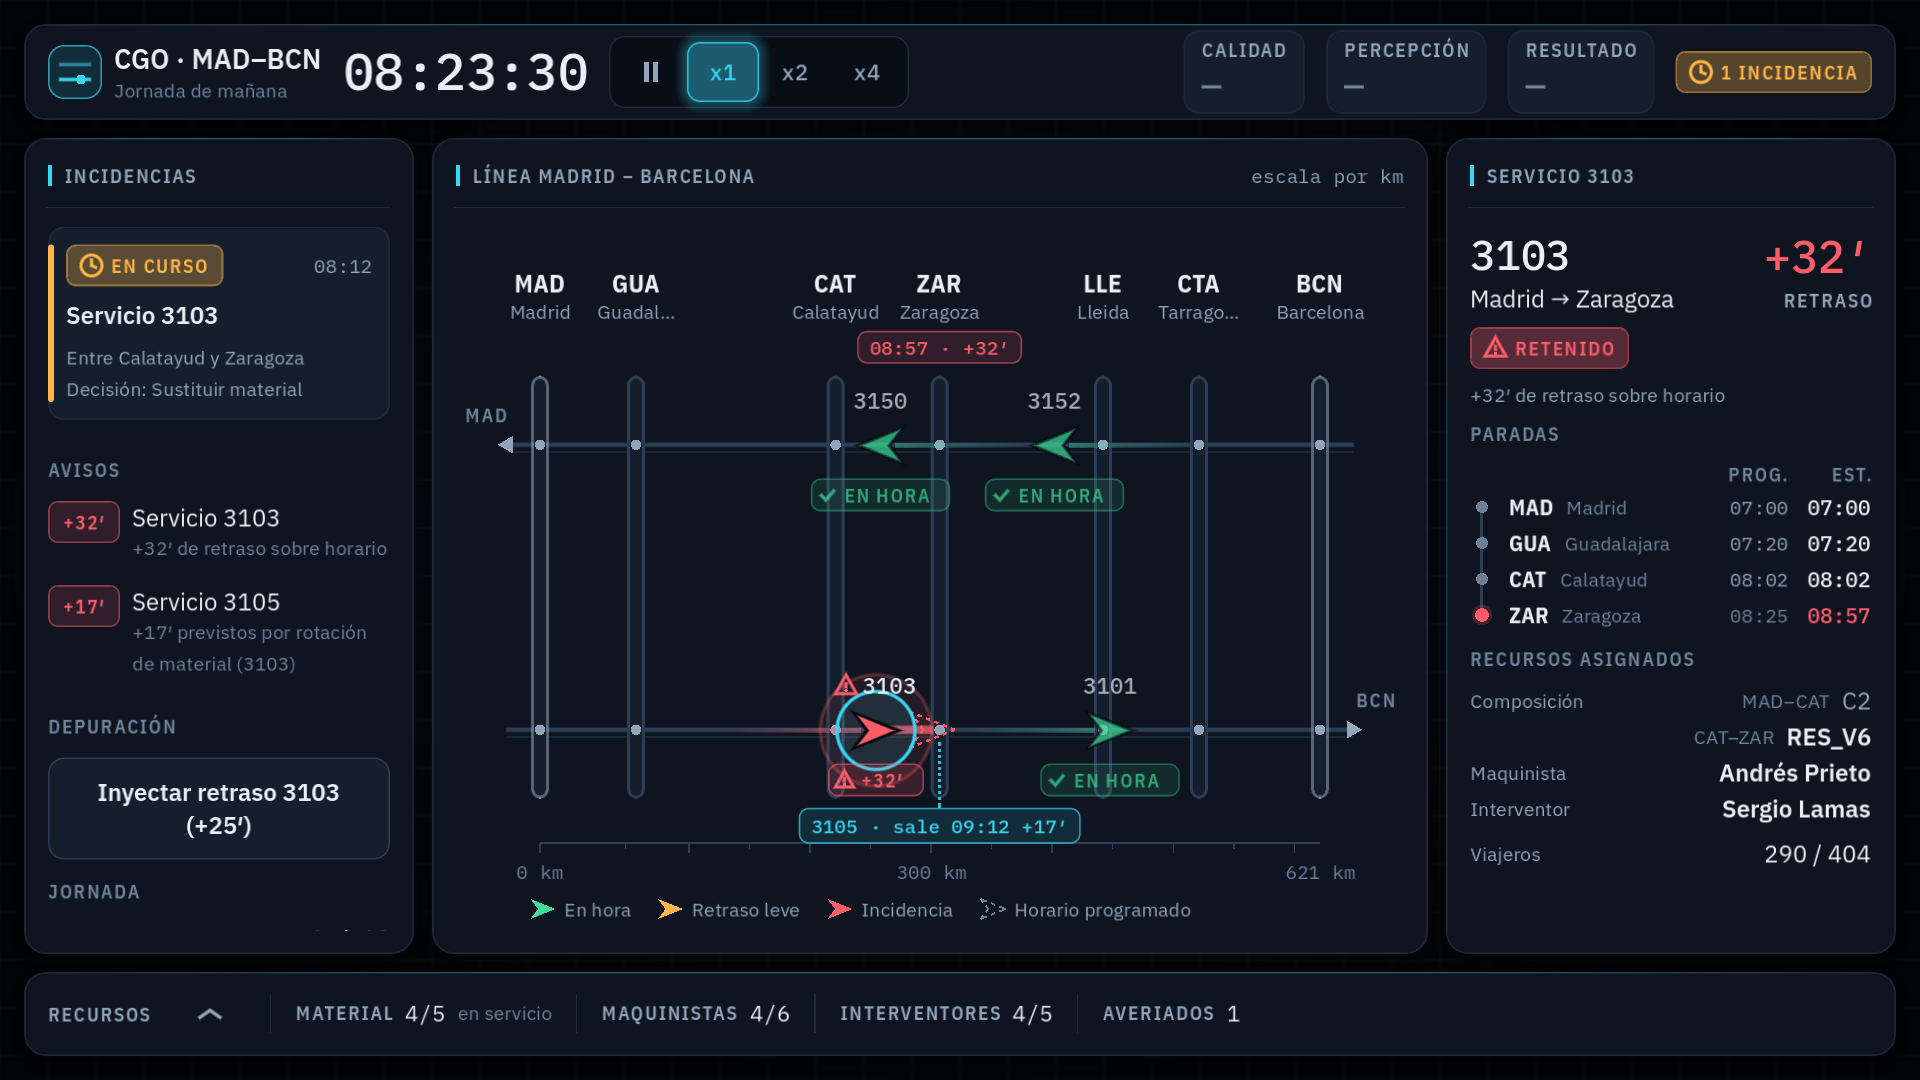 CGO · MAD–BCN
Jornada de mañana
08:23:30
x1
x2
x4
CALIDAD
—
PERCEPCIÓN
—
RESULTADO
—
1 INCIDENCIA
INCIDENCIAS
EN CURSO
08:12
Servicio 3103
Entre Calatayud y Zaragoza
Decisión: Sustituir material
AVISOS
+32′
Servicio 3103
+32′ de retraso sobre horario
+17′
Servicio 3105
+17′ previstos por rotación
de material (3103)
DEPURACIÓN
Inyectar retraso 3103
(+25′)
JORNADA
LÍNEA MADRID – BARCELONA
escala por km
MAD
GUA
CAT
ZAR
LLE
CTA
BCN
Madrid
Guadal…
Calatayud
Zaragoza
Lleida
Tarrago…
Barcelona
08:57 · +32′
MAD
3150
3152
EN HORA
EN HORA
3103
3101
BCN
+32′
EN HORA
3105 · sale 09:12 +17′
0 km
300 km
621 km
En hora
Retraso leve
Incidencia
Horario programado
SERVICIO 3103
3103
+32′
Madrid → Zaragoza
RETRASO
RETENIDO
+32′ de retraso sobre horario
PARADAS
PROG.
EST.
MAD Madrid 07:00 07:00
GUA Guadalajara 07:20 07:20
CAT Calatayud 08:02 08:02
ZAR Zaragoza 08:25 08:57
RECURSOS ASIGNADOS
Composición MAD–CAT C2
CAT–ZAR RES_V6
Maquinista Andrés Prieto
Interventor Sergio Lamas
Viajeros 290 / 404
RECURSOS
MATERIAL 4/5 en servicio
MAQUINISTAS 4/6
INTERVENTORES 4/5
AVERIADOS 1